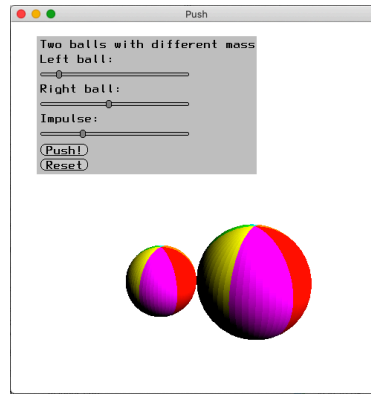 Push
Two balls with different mass
Left ball:
Right ball:
Impulse:
Push!
Reset